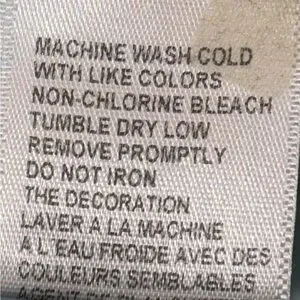 MACHINE WASH COLD
WITH LIKE COLORS
NON-CHLORINE BLEACH
TUMBLE DRY LOW
REMOVE PROMPTLY
DO NOT IRON
THE DECORATION
LAVER A LA MACHINE
A L'EAU FROIDE AVEC DES
COULEURS SEMBLABLES